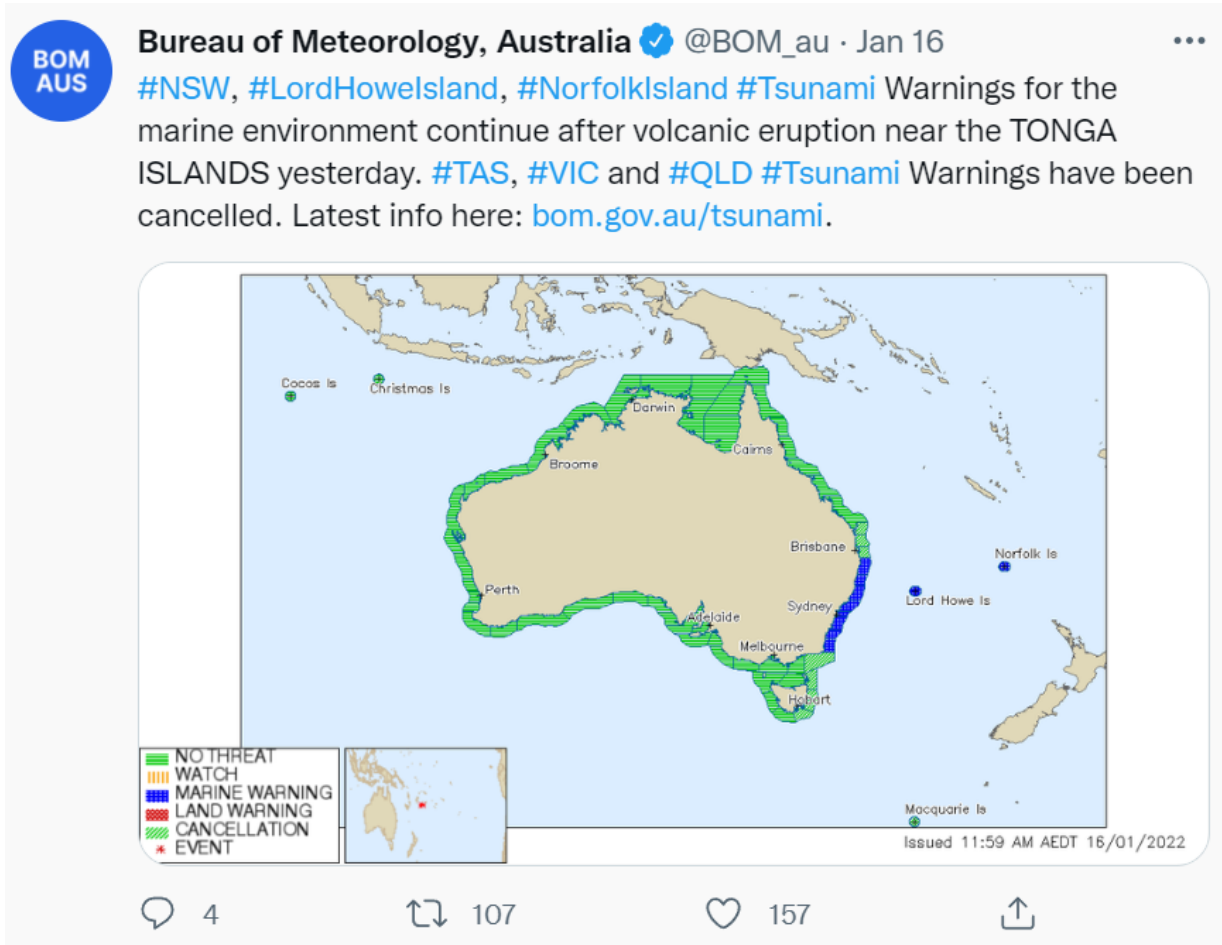 BOM
AUS
Bureau of Meteorology, Australia @BOM_au · Jan 16
#NSW, #LordHoweIsland, #NorfolkIsland #Tsunami Warnings for the
marine environment continue after volcanic eruption near the TONGA
ISLANDS yesterday. #TAS, #VIC and #QLD #Tsunami Warnings have been
cancelled. Latest info here: bom.gov.au/tsunami.
Cocos Is
Christmas Is
Darwin
Cairns
Broome
Brisbane
Norfolk Is
Perth
Sydney
Lord Howe Is
Adelaide
Melbourne
Hobart
NO THREAT
WATCH
MARINE WARNING
LAND WARNING
CANCELLATION
EVENT
Macquarie Is
Issued 11:59 AM AEDT 16/01/2022
4 107 157